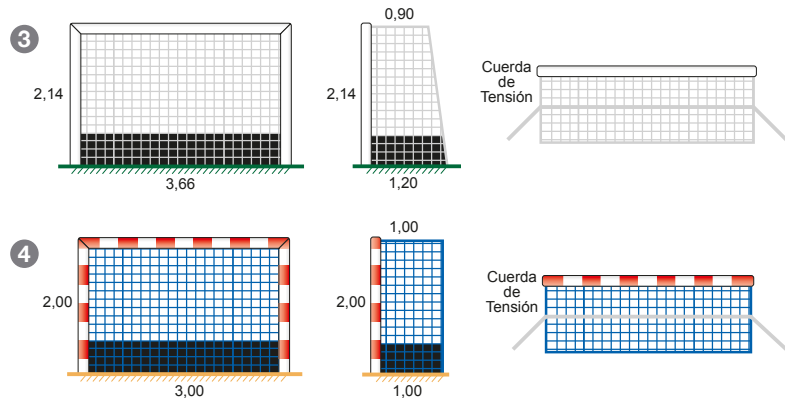 3
0,90
2,14
2,14
Cuerda
de
Tensión
3,66
1,20
4
1,00
2,00
2,00
Cuerda
de
Tensión
3,00
1,00